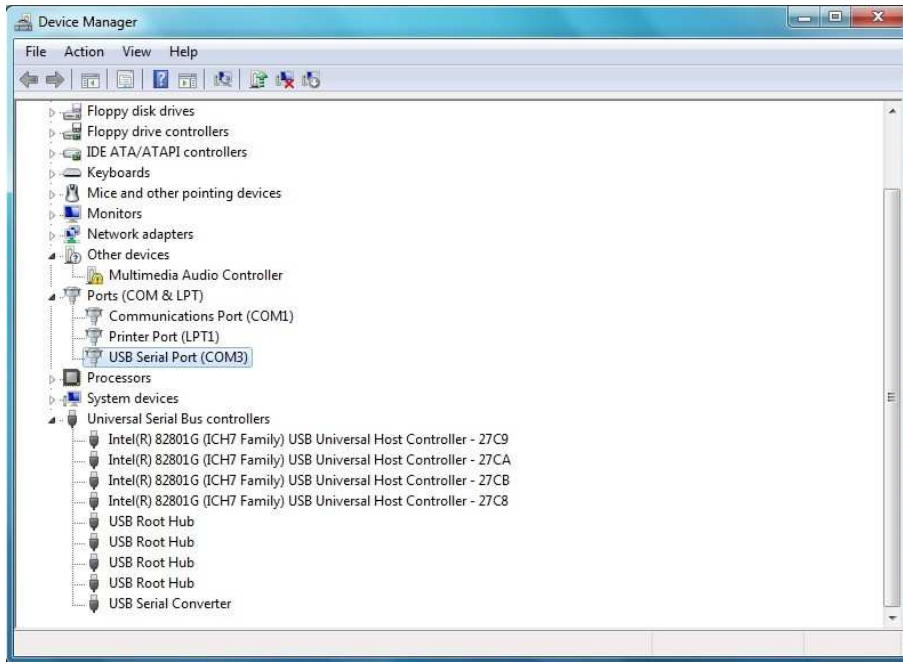 Device Manager
File Action View Help
Floppy disk drives
Floppy drive controllers
IDE ATA/ATAPI controllers
Keyboards
Mice and other pointing devices
Monitors
Network adapters
Other devices
Multimedia Audio Controller
Ports (COM & LPT)
Communications Port (COM1)
Printer Port (LPT1)
USB Serial Port (COM3)
Processors
System devices
Universal Serial Bus controllers
Intel(R) 82801G (ICH7 Family) USB Universal Host Controller - 27C9
Intel(R) 82801G (ICH7 Family) USB Universal Host Controller - 27CA
Intel(R) 82801G (ICH7 Family) USB Universal Host Controller - 27CB
Intel(R) 82801G (ICH7 Family) USB Universal Host Controller - 27C8
USB Root Hub
USB Root Hub
USB Root Hub
USB Root Hub
USB Serial Converter